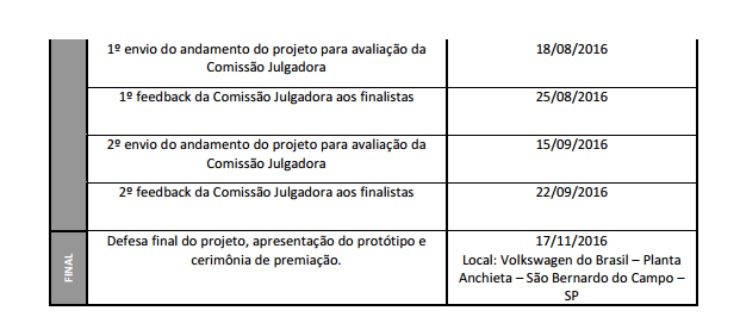 1º envio do andamento do projeto para avaliação da
Comissão Julgadora
18/08/2016
1º feedback da Comissão Julgadora aos finalistas
25/08/2016
2º envio do andamento do projeto para avaliação da
Comissão Julgadora
15/09/2016
2º feedback da Comissão Julgadora aos finalistas
22/09/2016
FINAL
Defesa final do projeto, apresentação do protótipo e
cerimônia de premiação.
17/11/2016
Local: Volkswagen do Brasil – Planta
Anchieta – São Bernardo do Campo –
SP